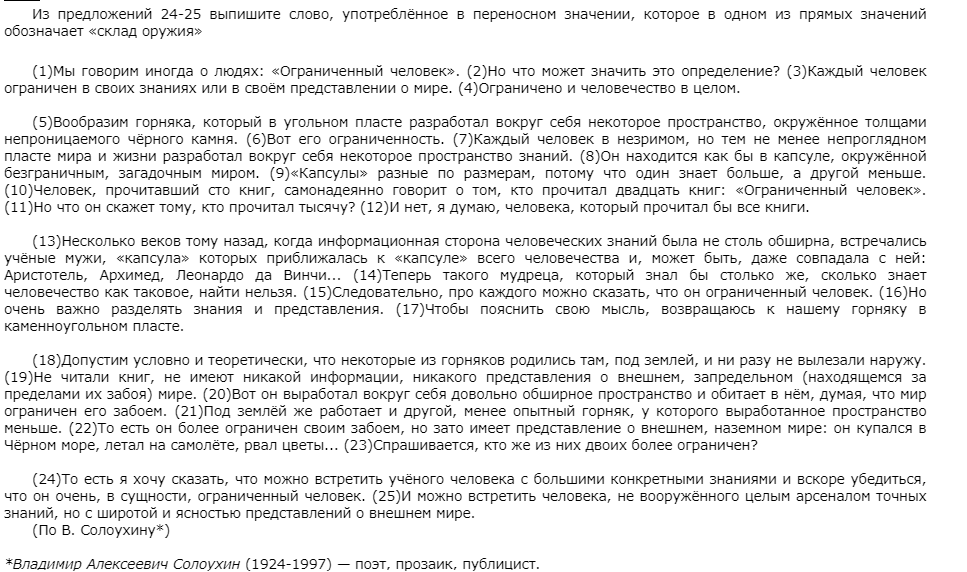 Из предложений 24-25 выпишите слово, употреблённое в переносном значении, которое в одном из прямых значений
обозначает «склад оружия»
(1)Мы говорим иногда о людях: «Ограниченный человек». (2)Но что может значить это определение? (3)Каждый человек
ограничен в своих знаниях или в своём представлении о мире. (4)Ограничено и человечество в целом.
(5)Вообразим горняка, который в угольном пласте разработал вокруг себя некоторое пространство, окружённое толщами
непроницаемого чёрного камня. (6)Вот его ограниченность. (7)Каждый человек в незримом, но тем не менее непроглядном
пласте мира и жизни разработал вокруг себя некоторое пространство знаний. (8)Он находится как бы в капсуле, окружённой
безграничным, загадочным миром. (9)«Капсулы» разные по размерам, потому что один знает больше, а другой меньше.
(10)Человек, прочитавший сто книг, самонадеянно говорит о том, кто прочитал двадцать книг: «Ограниченный человек».
(11)Но что он скажет тому, кто прочитал тысячу? (12)И нет, я думаю, человека, который прочитал бы все книги.
(13)Несколько веков тому назад, когда информационная сторона человеческих знаний была не столь обширна, встречались
учёные мужи, «капсула» которых приближалась к «капсуле» всего человечества и, может быть, даже совпадала с ней:
Аристотель, Архимед, Леонардо да Винчи... (14)Теперь такого мудреца, который знал бы столько же, сколько знает
человечество как таковое, найти нельзя. (15)Следовательно, про каждого можно сказать, что он ограниченный человек. (16)Но
очень важно разделять знания и представления. (17)Чтобы пояснить свою мысль, возвращаюсь к нашему горняку в
каменноугольном пласте.
(18)Допустим условно и теоретически, что некоторые из горняков родились там, под землей, и ни разу не вылезали наружу.
(19)Не читали книг, не имеют никакой информации, никакого представления о внешнем, запредельном (находящемся за
пределами их забоя) мире. (20)Вот он выработал вокруг себя довольно обширное пространство и обитает в нём, думая, что мир
ограничен его забоем. (21)Под землёй же работает и другой, менее опытный горняк, у которого выработанное пространство
меньше. (22)То есть он более ограничен своим забоем, но зато имеет представление о внешнем, наземном мире: он купался в
Чёрном море, летал на самолёте, рвал цветы... (23)Спрашивается, кто же из них двоих более ограничен?
(24)То есть я хочу сказать, что можно встретить учёного человека с большими конкретными знаниями и вскоре убедиться,
что он очень, в сущности, ограниченный человек. (25)И можно встретить человека, не вооружённого целым арсеналом точных
знаний, но с широтой и ясностью представлений о внешнем мире.
(По В. Солоухину*)
*Владимир Алексеевич Солоухин (1924-1997) — поэт, прозаик, публицист.